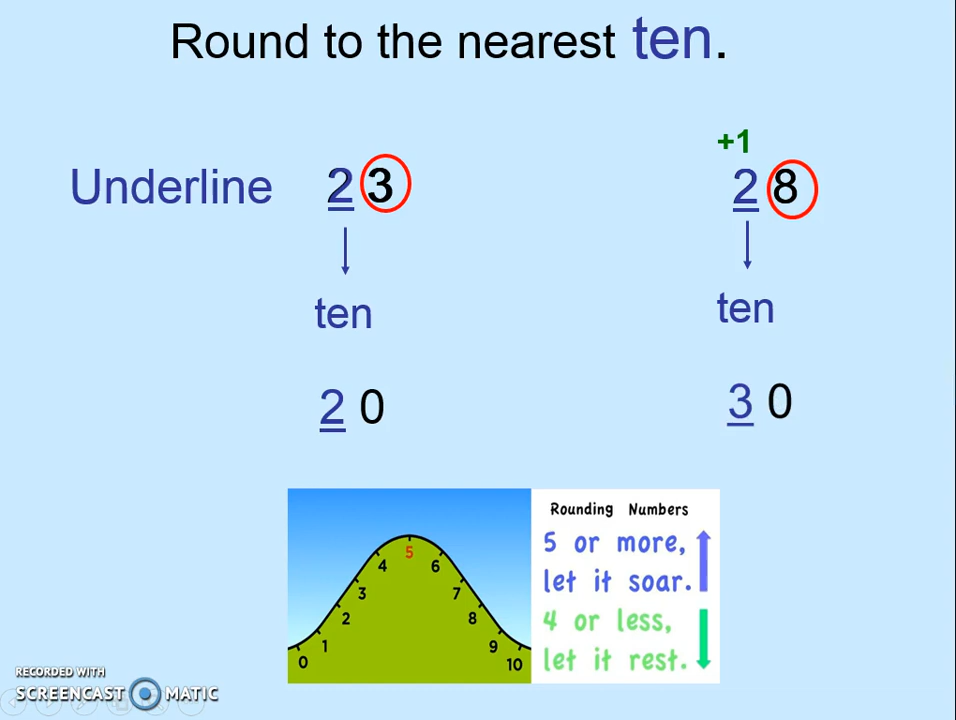 Round to the nearest ten.
+1
Underline 2 3 2 8
ten ten
2 0 3 0
Rounding Numbers
5 or more,
let it soar.
4 or less,
let it rest.
0 1 2 3 4 5 6 7 8 9 10
RECORDED WITH
SCREENCAST MATIC